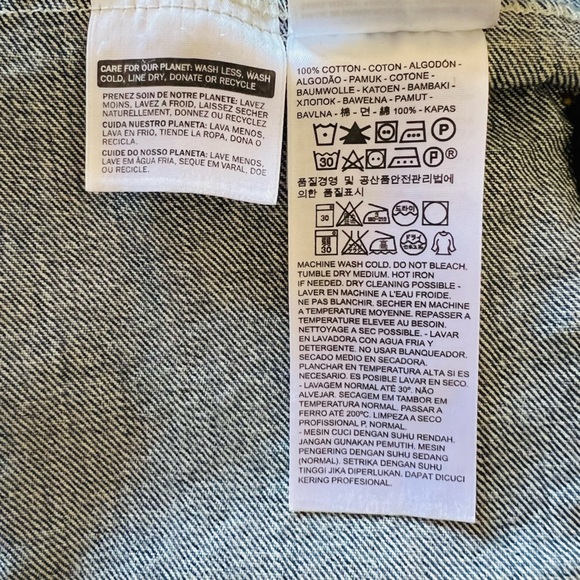 CARE FOR OUR PLANET: WASH LESS, WASH
COLD, LINE DRY, DONATE OR RECYCLE
PRENEZ SOIN DE NOTRE PLANETE: LAVEZ
MOINS, LAVEZ A FROID, LAISSEZ SECHER
NATURELLEMENT, DONNEZ OU RECYCLEZ
CUIDA NUESTRO PLANETA: LAVA MENOS,
LAVA EN FRIO, TIENDE LA ROPA, DONA O
RECICLA.
CUIDE DO NOSSO PLANETA: LAVE MENOS,
LAVE EM ÁGUA FRIA, SEQUE EM VARAL, DOE
OU RECICLE.
100% COTTON - COTON - ALGODÓN -
ALGODÃO - PAMUK - COTONE -
BAUMWOLLE - KATOEN - BAMBAKI -
ХЛОПОК - BAWEŁNA - PAMUT -
BAVLNA - 棉 - 면 - 綿 100% - KAPAS
30 P
품질경영 및 공산품안전관리법에
의한 품질표시
30 드라이
30 ドライ
MACHINE WASH COLD. DO NOT BLEACH.
TUMBLE DRY MEDIUM. HOT IRON
IF NEEDED. DRY CLEANING POSSIBLE -
LAVER EN MACHINE A L'EAU FROIDE.
NE PAS BLANCHIR. SECHER EN MACHINE
A TEMPERATURE MOYENNE. REPASSER A
TEMPERATURE ELEVEE AU BESOIN.
NETTOYAGE A SEC POSSIBLE - LAVAR
EN LAVADORA CON AGUA FRIA Y
DETERGENTE. NO USAR BLANQUEADOR.
SECADO MEDIO EN SECADORA.
PLANCHAR EN TEMPERATURA ALTA SI ES
NECESARIO. ES POSIBLE LAVAR EN SECO.
- LAVAGEM NORMAL ATÉ 30º. NÃO
ALVEJAR. SECAGEM EM TAMBOR EM
TEMPERATURA NORMAL. PASSAR A
FERRO ATÉ 200ºC. LIMPEZA A SECO
PROFISSIONAL P, NORMAL.
- MESIN CUCI DENGAN SUHU RENDAH.
JANGAN GUNAKAN PEMUTIH. MESIN
PENGERING DENGAN SUHU SEDANG
(NORMAL). SETRIKA DENGAN SUHU
TINGGI JIKA DIPERLUKAN. DAPAT DICUCI
KERING PROFESIONAL.